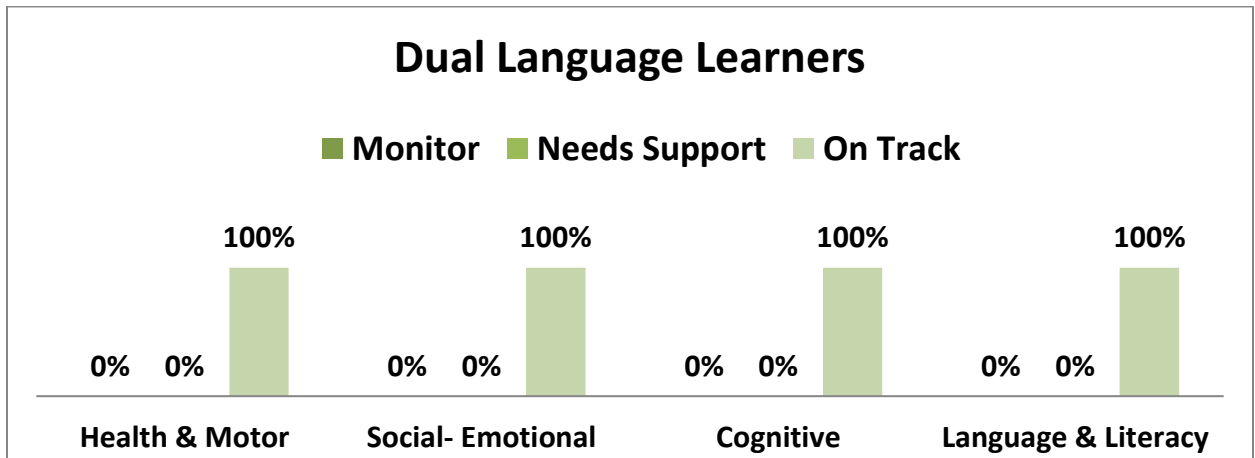 Dual Language Learners
Monitor Needs Support On Track
100% 100% 100% 100%
0% 0% 0% 0% 0% 0% 0% 0%
Health & Motor Social- Emotional Cognitive Language & Literacy